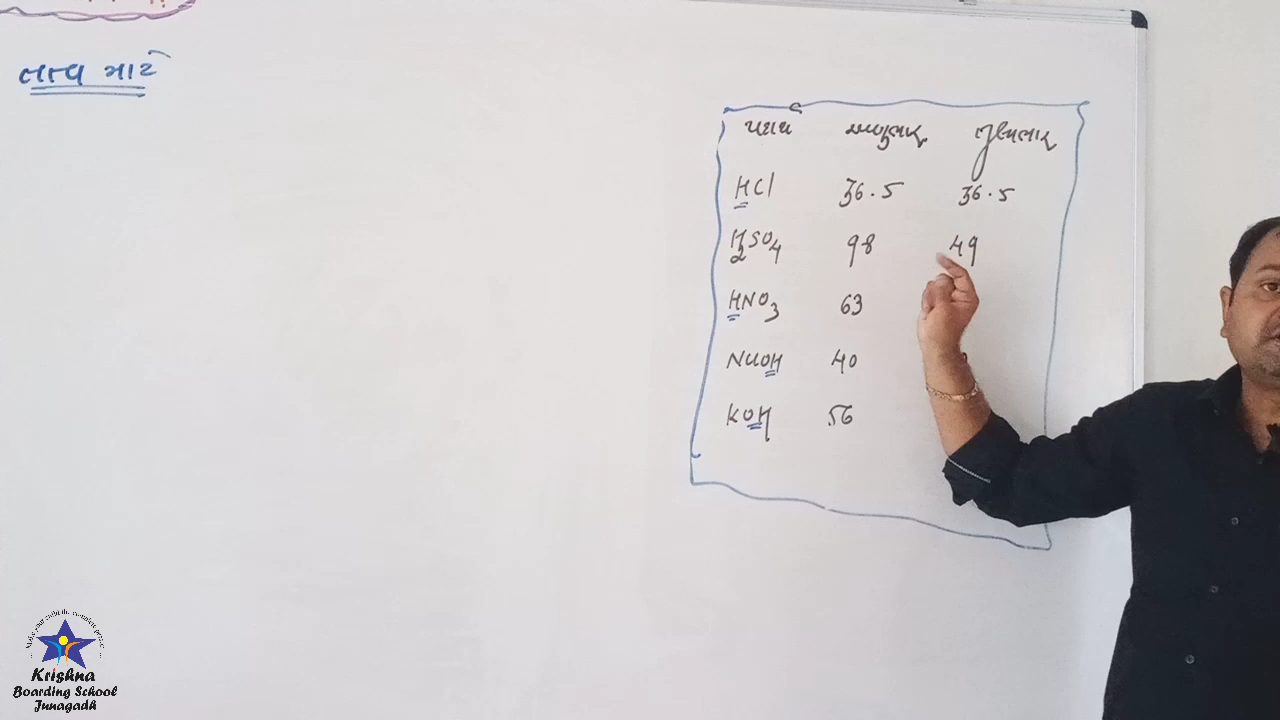 તત્વ માટે
પદાર્થ અણુભાર તુલ્યભાર
HCl 36.5 36.5
H2SO4 98 49
HNO3 63
NaOH 40
KOH 56
Krishna
Boarding School
Junagadh